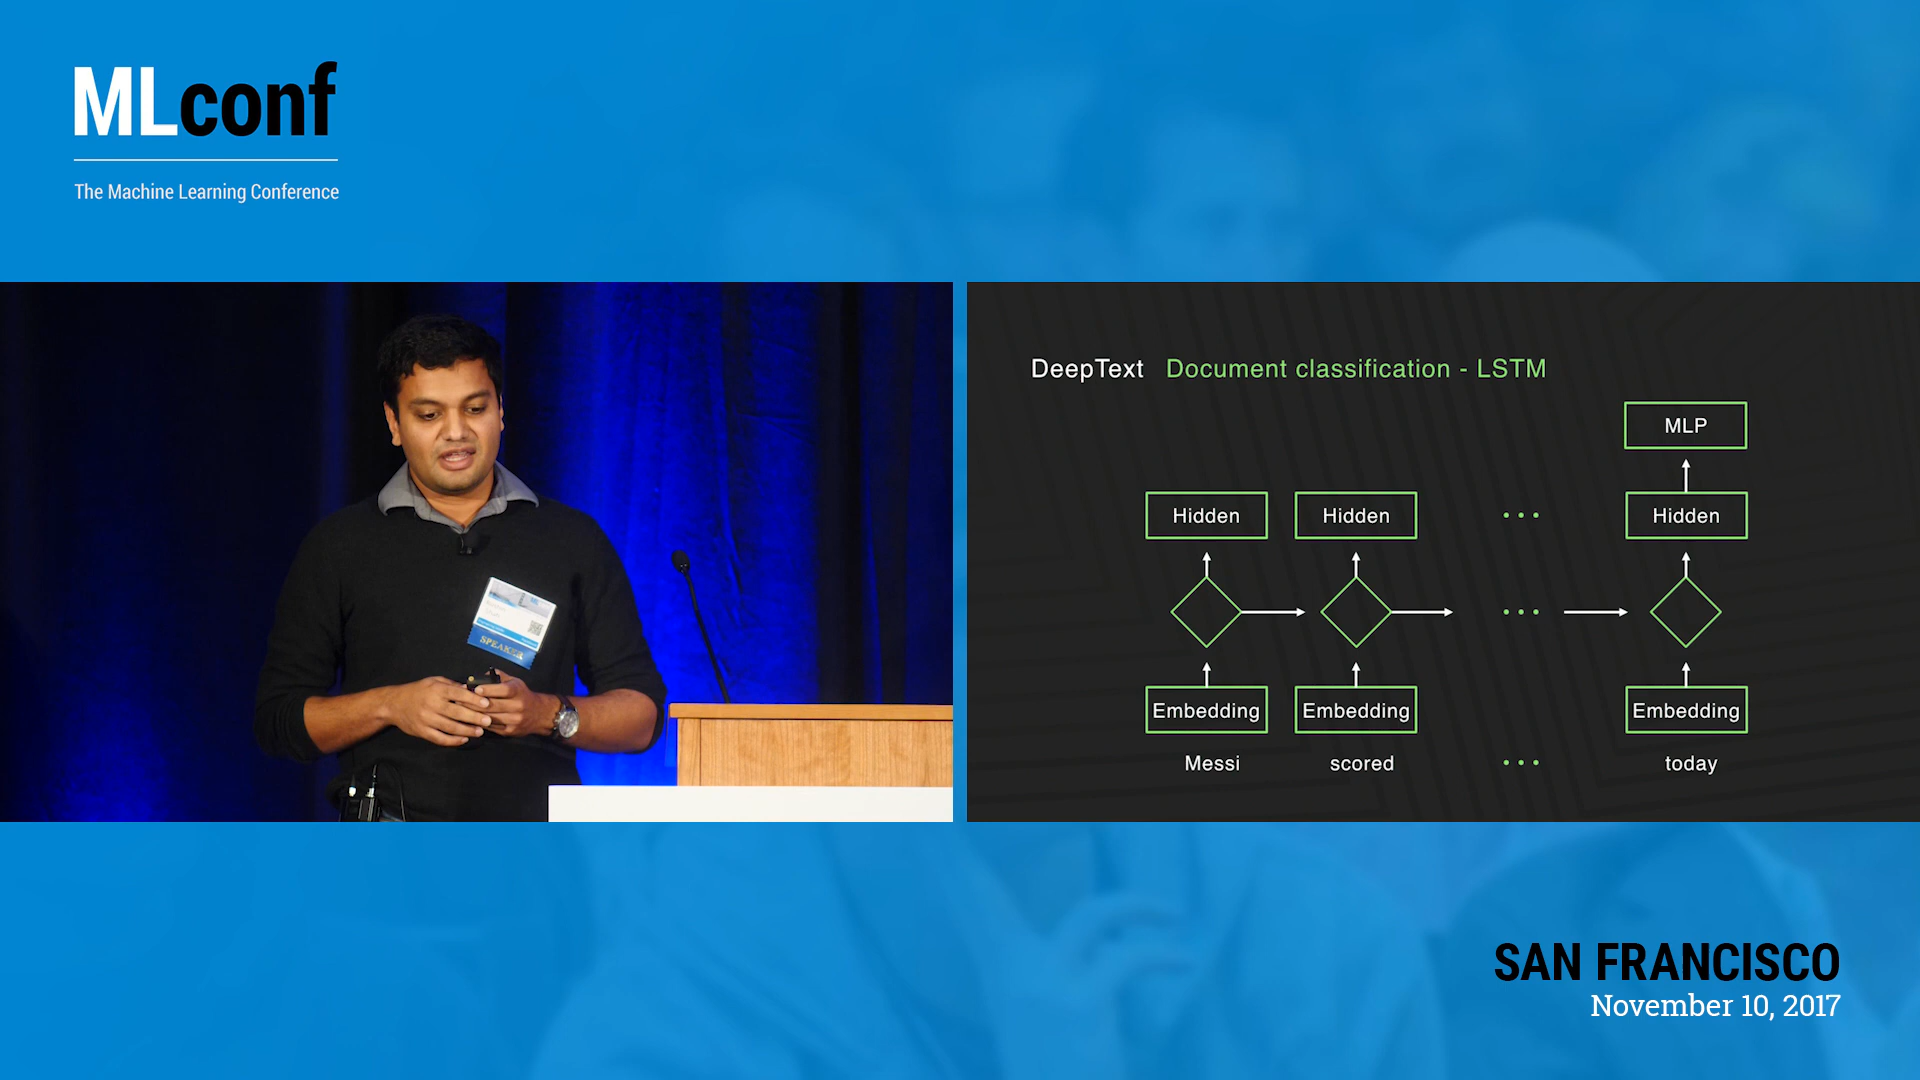 MLconf
The Machine Learning Conference
SPEAKER
DeepText Document classification - LSTM
MLP
Hidden Hidden ... Hidden
...
Embedding Embedding Embedding
Messi scored ... today
SAN FRANCISCO
November 10, 2017